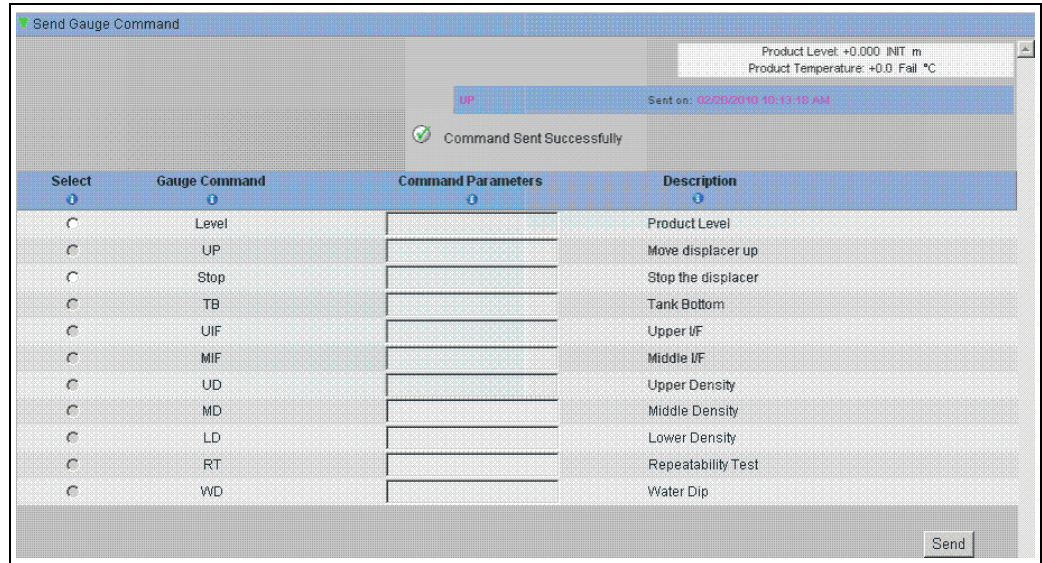 Send Gauge Command
Product Level: +0.000 INIT m
Product Temperature: +0.0 Fail °C
UP Sent on: 02/20/2010 10:13:18 AM
Command Sent Successfully
Select Gauge Command Command Parameters Description
Level Product Level
UP Move displacer up
Stop Stop the displacer
TB Tank Bottom
UIF Upper I/F
MIF Middle I/F
UD Upper Density
MD Middle Density
LD Lower Density
RT Repeatability Test
WD Water Dip
Send